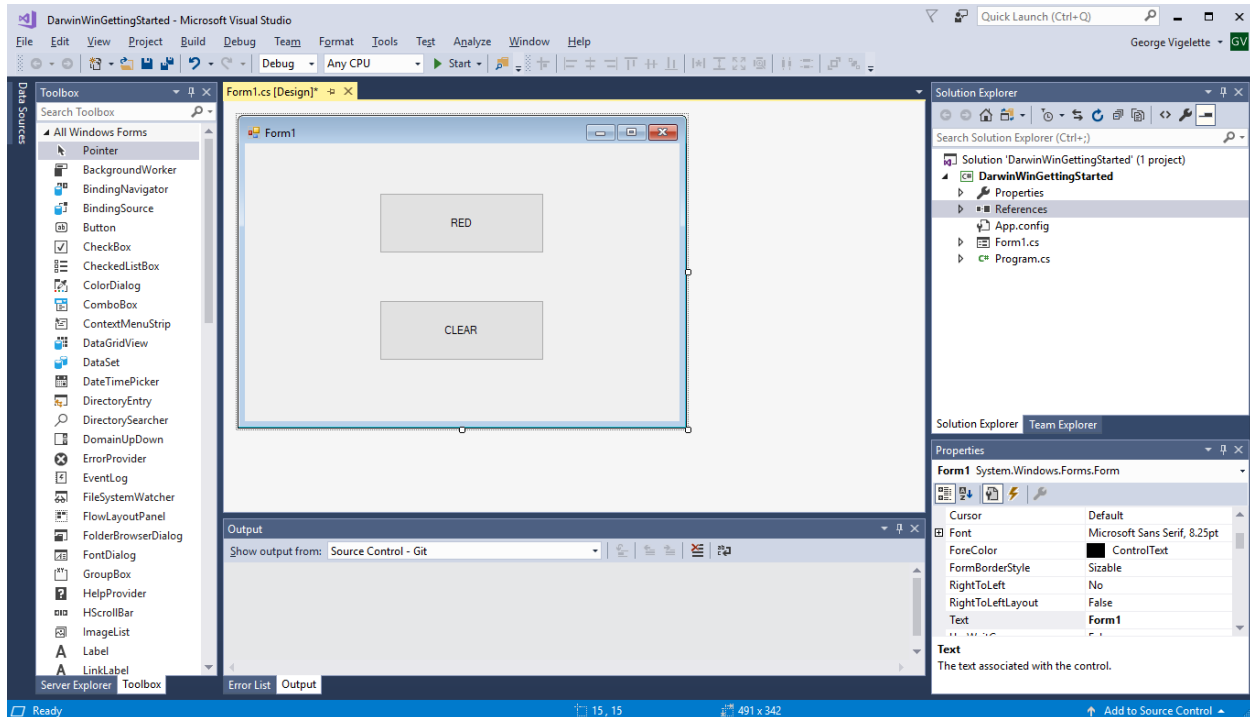 DarwinWinGettingStarted - Microsoft Visual Studio
Quick Launch (Ctrl+Q)
File Edit View Project Build Debug Team Format Tools Test Analyze Window Help
George Vigelette GV
Debug Any CPU Start
Data Sources
Toolbox
Search Toolbox
All Windows Forms
Pointer
BackgroundWorker
BindingNavigator
BindingSource
Button
CheckBox
CheckedListBox
ColorDialog
ComboBox
ContextMenuStrip
DataGridView
DataSet
DateTimePicker
DirectoryEntry
DirectorySearcher
DomainUpDown
ErrorProvider
EventLog
FileSystemWatcher
FlowLayoutPanel
FolderBrowserDialog
FontDialog
GroupBox
HelpProvider
HScrollBar
ImageList
Label
LinkLabel
Server Explorer Toolbox
Form1.cs [Design]*
Form1
RED
CLEAR
Output
Show output from: Source Control - Git
Error List Output
Solution Explorer
Search Solution Explorer (Ctrl+;)
Solution 'DarwinWinGettingStarted' (1 project)
DarwinWinGettingStarted
Properties
References
App.config
Form1.cs
Program.cs
Solution Explorer Team Explorer
Properties
Form1 System.Windows.Forms.Form
Cursor Default
Font Microsoft Sans Serif, 8.25pt
ForeColor ControlText
FormBorderStyle Sizable
RightToLeft No
RightToLeftLayout False
Text Form1
Text
The text associated with the control.
Ready 15 , 15 491 x 342 Add to Source Control